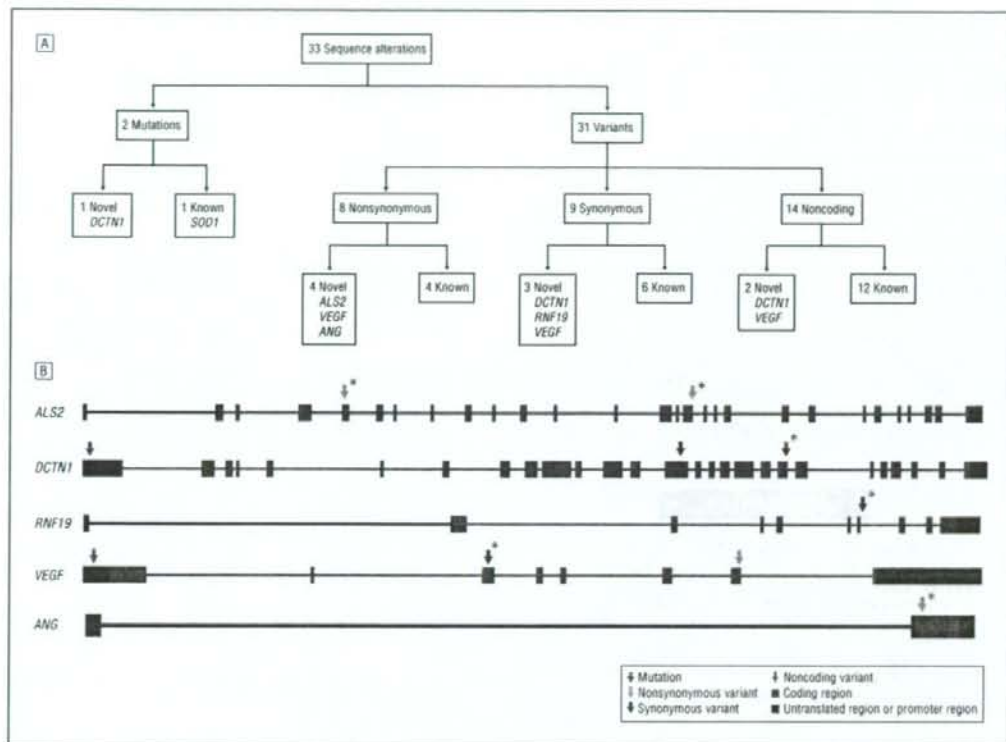 A
33 Sequence alterations
2 Mutations
31 Variants
1 Novel
DCTN1
1 Known
SOD1
8 Nonsynonymous
9 Synonymous
14 Noncoding
4 Novel
ALS2
VEGF
ANG
4 Known
3 Novel
DCTN1
RNF19
VEGF
6 Known
2 Novel
DCTN1
VEGF
12 Known
B
* *
ALS2
*
DCTN1
*
RNF19
*
VEGF
*
ANG
Mutation
Nonsynonymous variant
Synonymous variant
Noncoding variant
Coding region
Untranslated region or promoter region